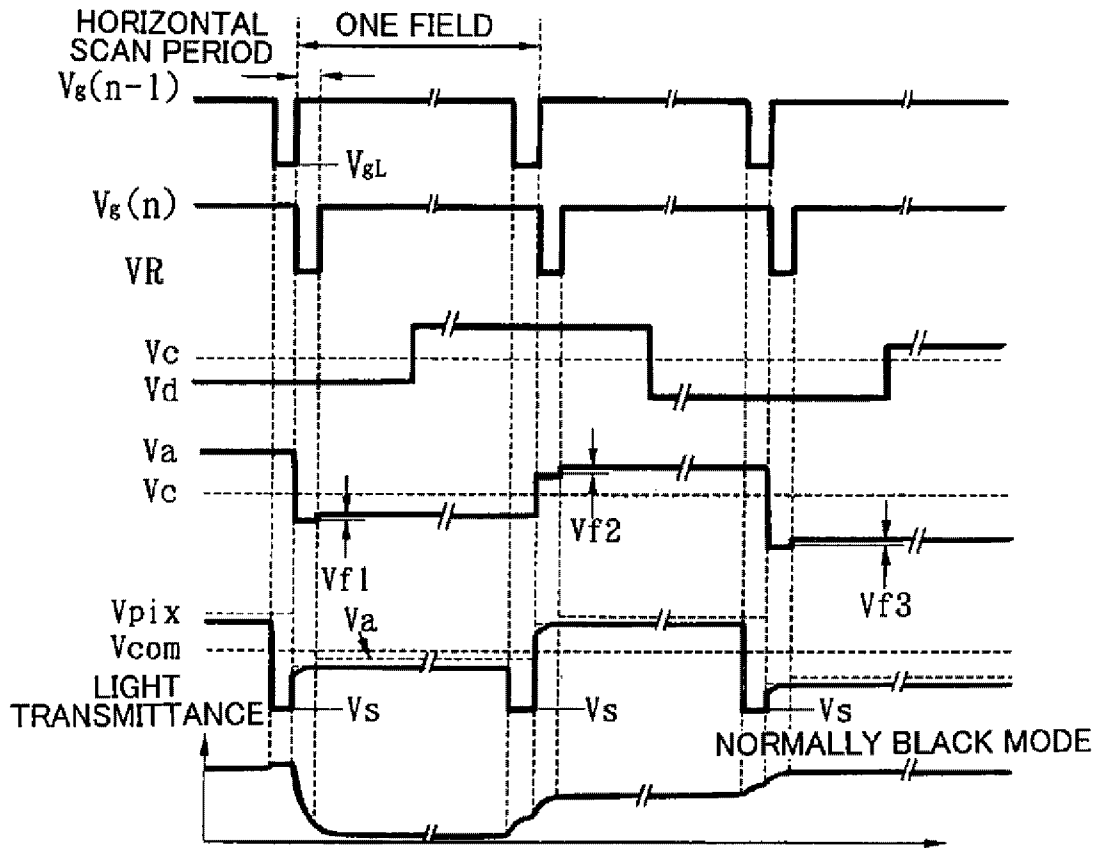 HORIZONTAL
SCAN PERIOD
ONE FIELD
Vg(n-1)
VgL
Vg(n)
VR
Vc
Vd
Va
Vc
Vf1
Vf2
Vf3
Vpix
Va
Vcom
LIGHT
TRANSMITTANCE
Vs
Vs
Vs
NORMALLY BLACK MODE